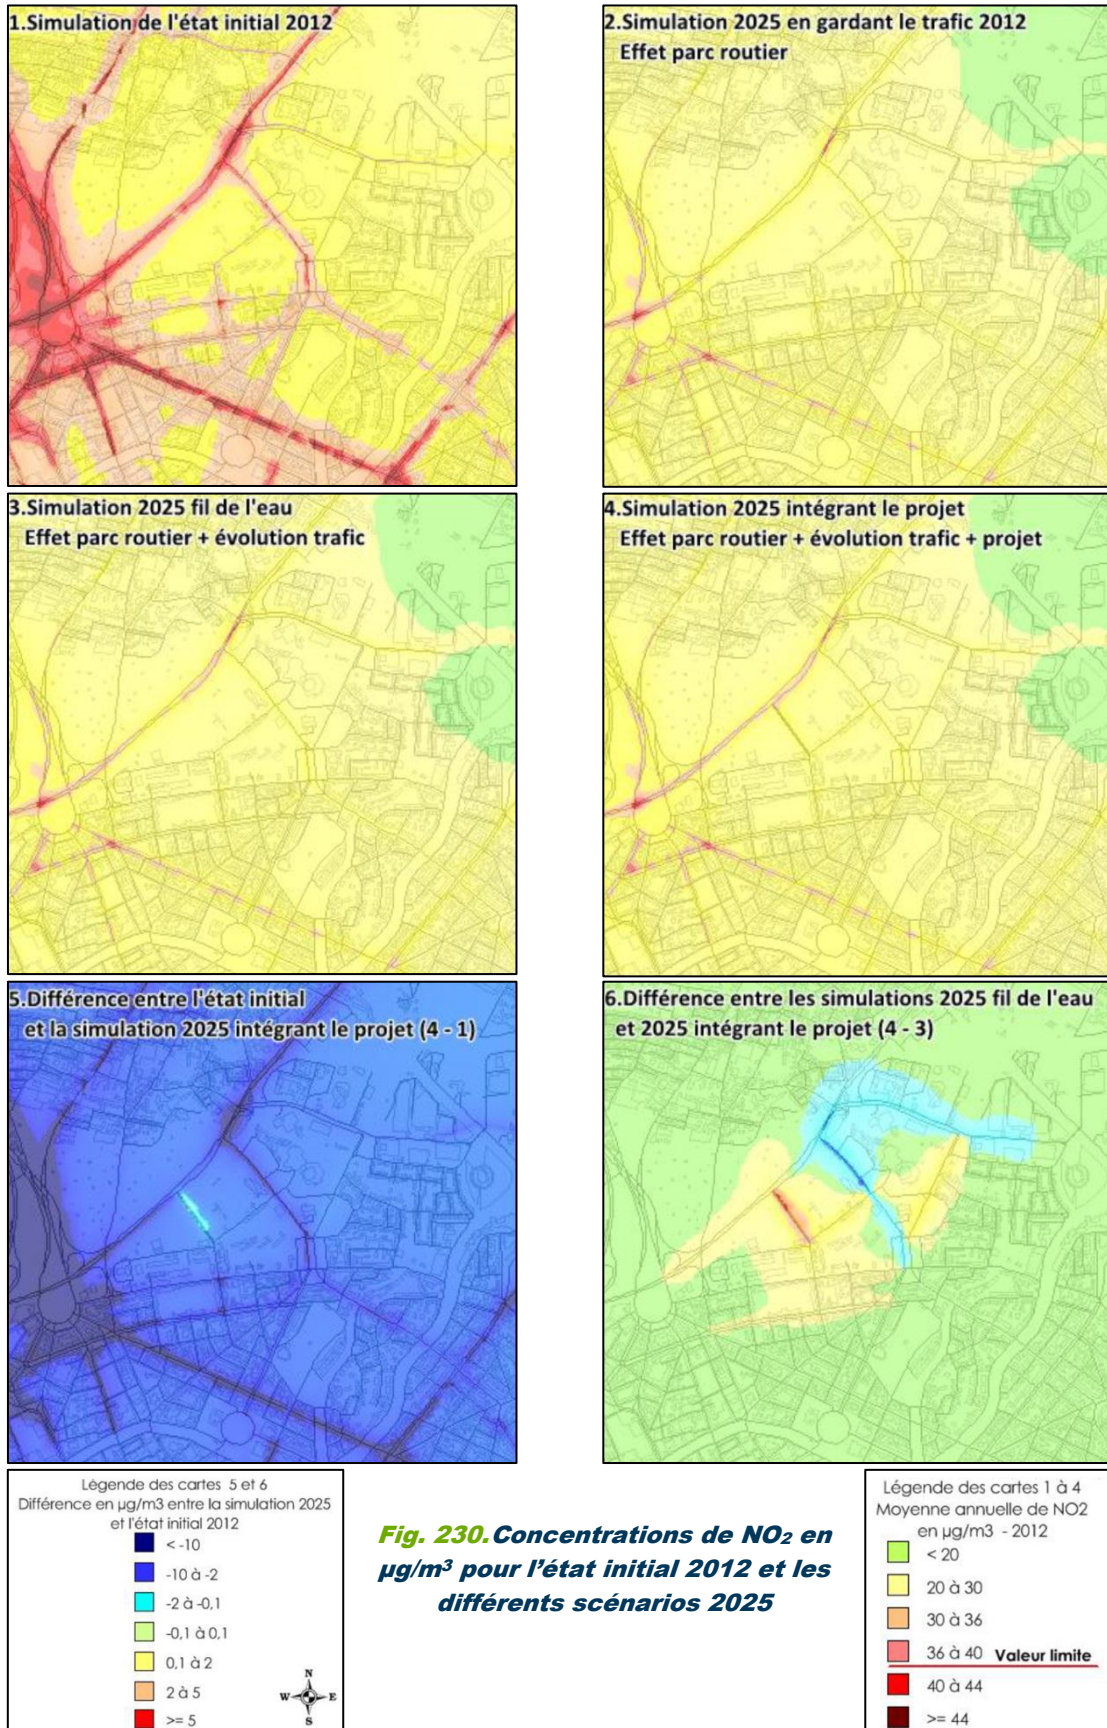 1.Simulation de l'état initial 2012
2.Simulation 2025 en gardant le trafic 2012
Effet parc routier
3.Simulation 2025 fil de l'eau
Effet parc routier + évolution trafic
4.Simulation 2025 intégrant le projet
Effet parc routier + évolution trafic + projet
5.Différence entre l'état initial
et la simulation 2025 intégrant le projet (4 - 1)
6.Différence entre les simulations 2025 fil de l'eau
et 2025 intégrant le projet (4 - 3)
Légende des cartes 5 et 6
Différence en µg/m3 entre la simulation 2025
et l'état initial 2012
< -10
-10 à -2
-2 à -0,1
-0,1 à 0,1
0,1 à 2
2 à 5
>= 5
N
W E
S
Fig. 230. Concentrations de NO₂ en
µg/m³ pour l'état initial 2012 et les
différents scénarios 2025
Légende des cartes 1 à 4
Moyenne annuelle de NO2
en µg/m3 - 2012
< 20
20 à 30
30 à 36
36 à 40 Valeur limite
40 à 44
>= 44